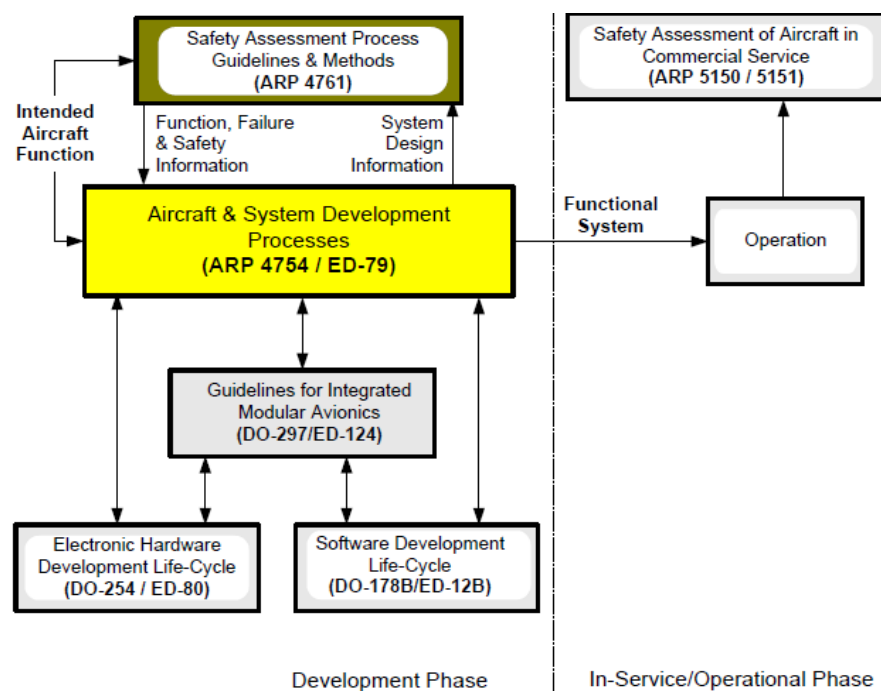 Safety Assessment Process
Guidelines & Methods
(ARP 4761)
Safety Assessment of Aircraft in
Commercial Service
(ARP 5150 / 5151)
Intended
Aircraft
Function
Function, Failure
& Safety
Information
System
Design
Information
Aircraft & System Development
Processes
(ARP 4754 / ED-79)
Functional
System
Operation
Guidelines for Integrated
Modular Avionics
(DO-297/ED-124)
Electronic Hardware
Development Life-Cycle
(DO-254 / ED-80)
Software Development
Life-Cycle
(DO-178B/ED-12B)
Development Phase
In-Service/Operational Phase